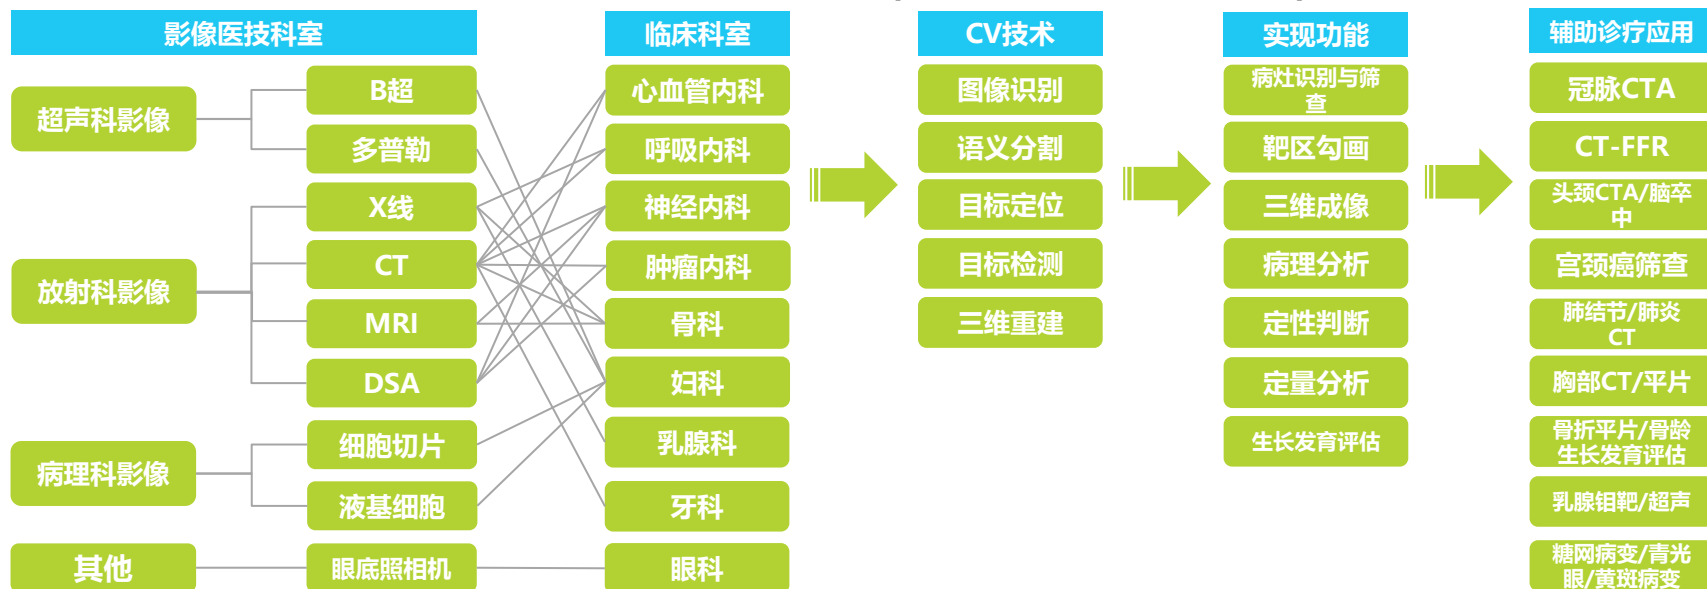 影像医技科室
临床科室
CV技术
实现功能
辅助诊疗应用
超声科影像
B超
多普勒
放射科影像
X线
CT
MRI
DSA
病理科影像
细胞切片
液基细胞
其他
眼底照相机
心血管内科
呼吸内科
神经内科
肿瘤内科
骨科
妇科
乳腺科
牙科
眼科
图像识别
语义分割
目标定位
目标检测
三维重建
病灶识别与筛
查
靶区勾画
三维成像
病理分析
定性判断
定量分析
生长发育评估
冠脉CTA
CT-FFR
头颈CTA/脑卒
中
宫颈癌筛查
肺结节/肺炎
CT
胸部CT/平片
骨折平片/骨龄
生长发育评估
乳腺钼靶/超声
糖网病变/青光
眼/黄斑病变